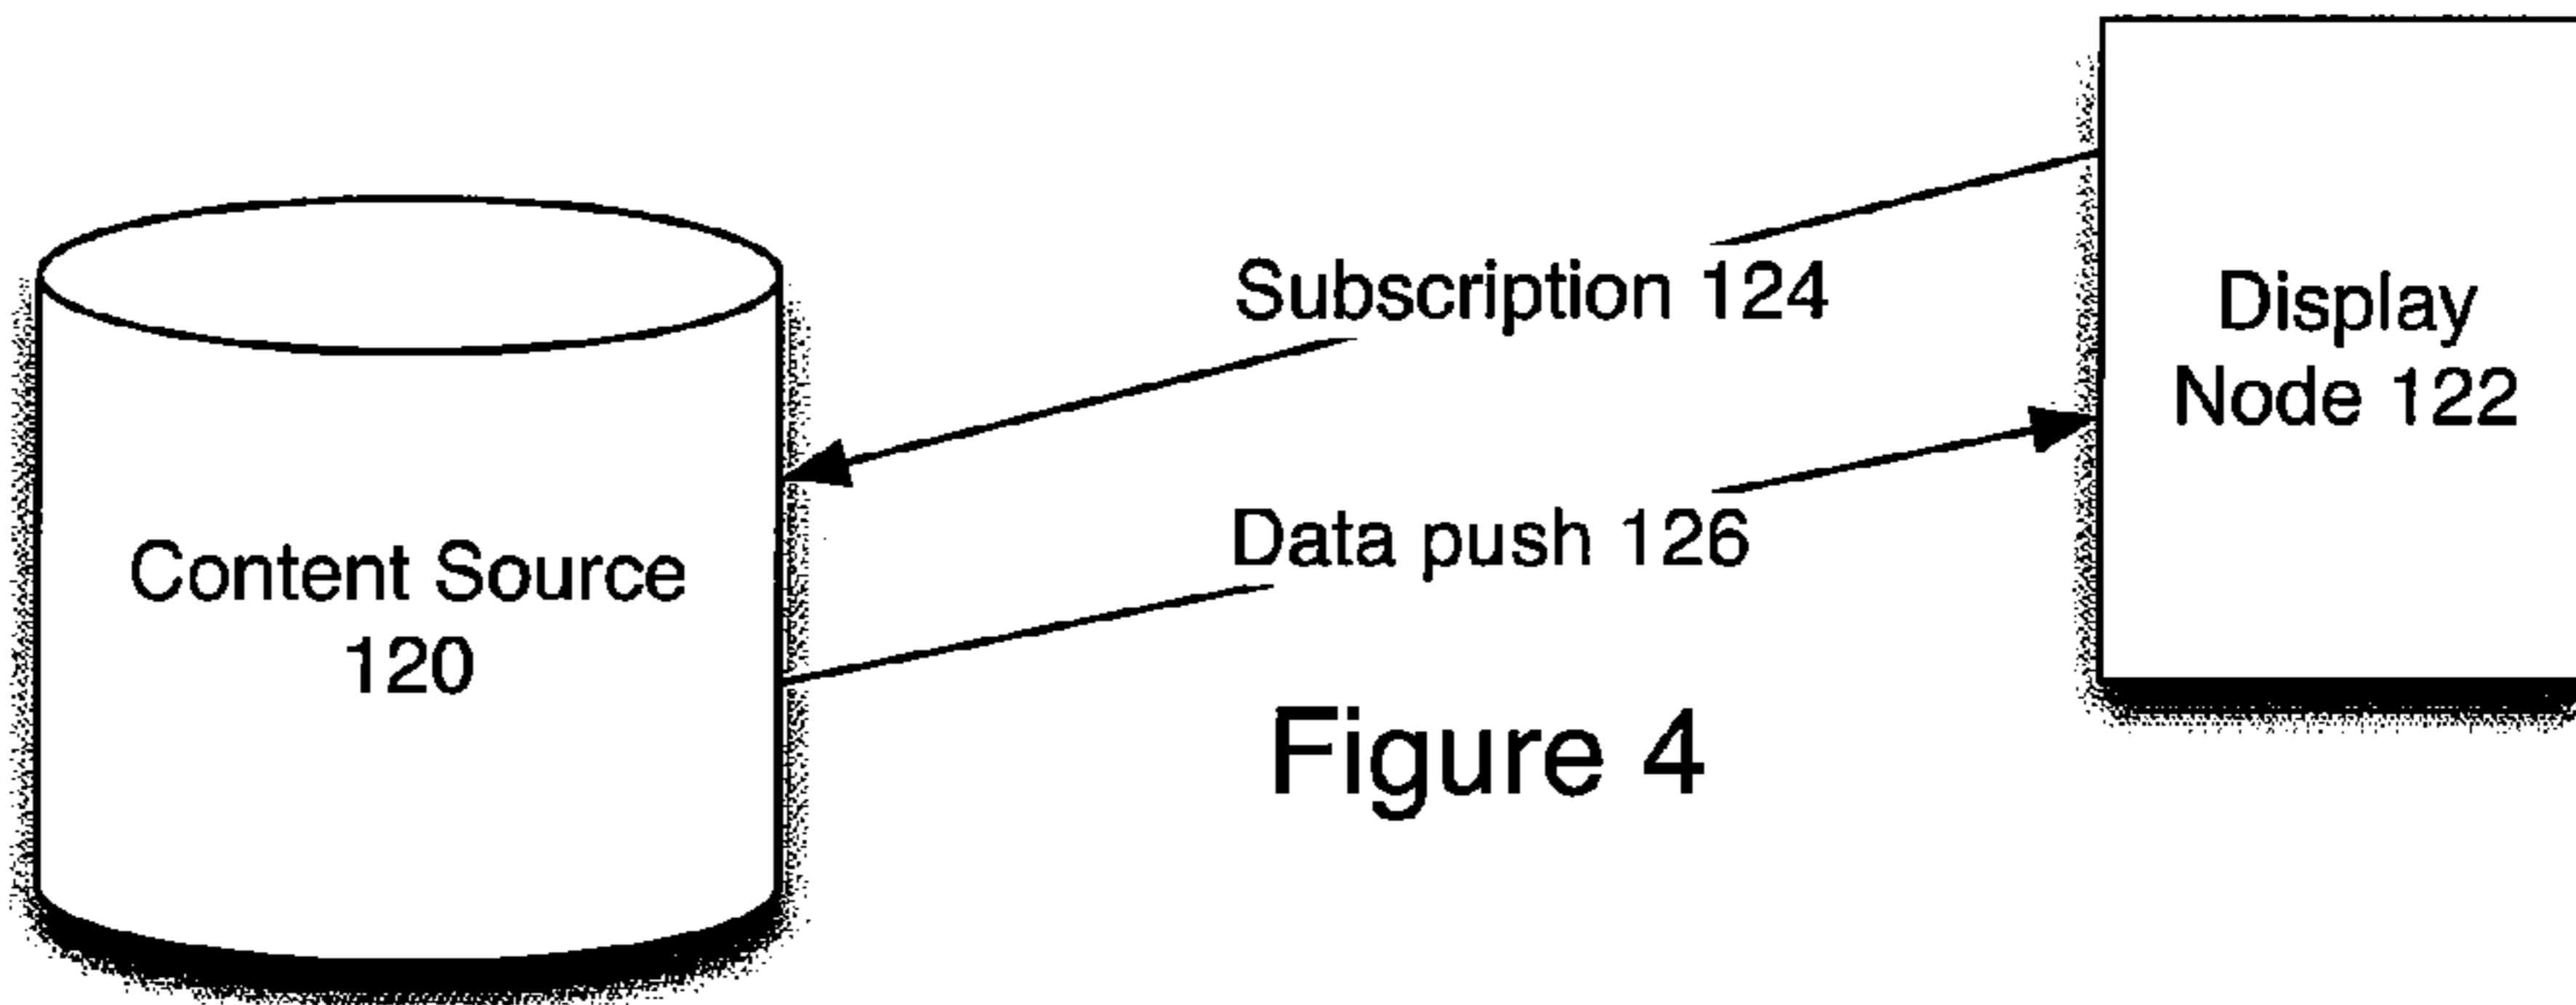 Subscription 124
Display
Node 122
Data push 126
Content Source
120
Figure 4